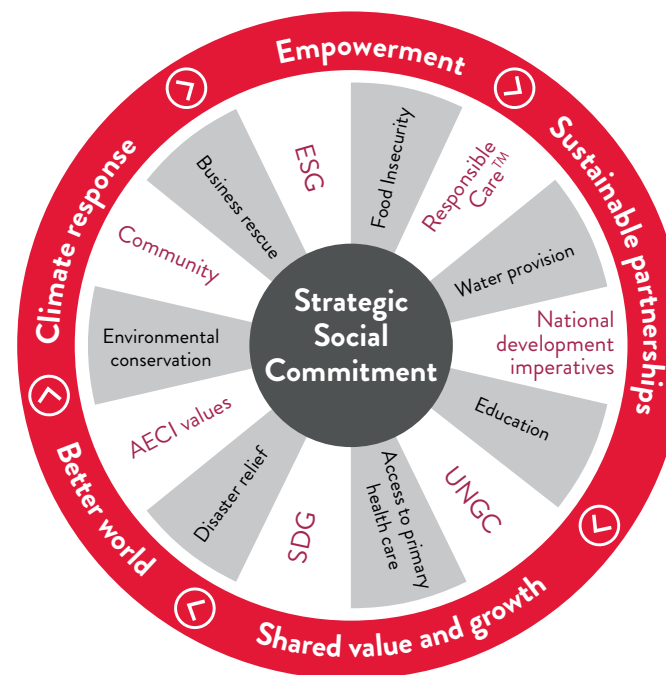 Empowerment
Sustainable partnerships
Shared value and growth
Better world
Climate response
Strategic
Social
Commitment
Food Insecurity
Responsible
Care™
Water provision
National
development
imperatives
Education
UNGC
Access to primary
health care
SDG
Disaster relief
AECI values
Environmental
conservation
Community
Business rescue
ESG